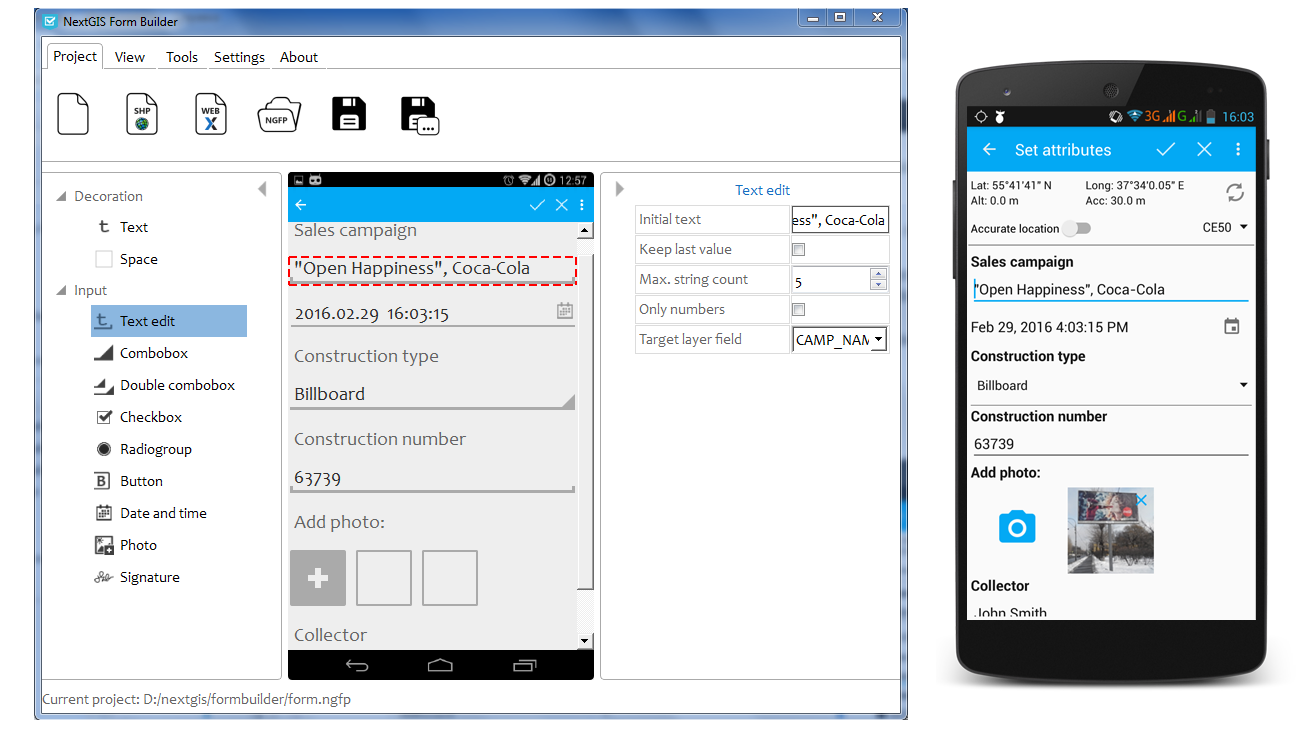 NextGIS Form Builder
Project View Tools Settings About
SHP
WEB
X
NGFP
Decoration
Text
Space
Input
Text edit
Combobox
Double combobox
Checkbox
Radiogroup
Button
Date and time
Photo
Signature
12:57
Sales campaign
"Open Happiness", Coca-Cola
2016.02.29 16:03:15
Construction type
Billboard
Construction number
63739
Add photo:
Collector
Text edit
Initial text ess", Coca-Cola
Keep last value
Max. string count 5
Only numbers
Target layer field CAMP_NAM
Current project: D:/nextgis/formbuilder/form.ngfp
3G G 16:03
Set attributes
Lat: 55°41'41" N Long: 37°34'0.05" E
Alt: 0.0 m Acc: 30.0 m
Accurate location CE50
Sales campaign
"Open Happiness", Coca-Cola
Feb 29, 2016 4:03:15 PM
Construction type
Billboard
Construction number
63739
Add photo:
Collector
John Smith